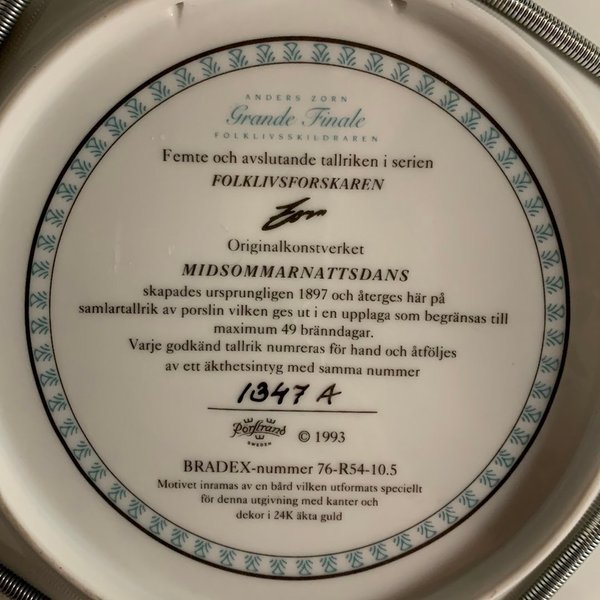 ANDERS ZORN
Grande Finale
FOLKLIVSSKILDRAREN
Femte och avslutande tallriken i serien
FOLKLIVSFORSKAREN
Zorn
Originalkonstverket
MIDSOMMARNATTSDANS
skapades ursprungligen 1897 och återges här på
samlartallrik av porslin vilken ges ut i en upplaga som begränsas till
maximum 49 bränndagar.
Varje godkänd tallrik numreras för hand och åtföljes
av ett äkthetsintyg med samma nummer
1347 A
Rörstrand
SWEDEN
© 1993
BRADEX-nummer 76-R54-10.5
Motivet inramas av en bård vilken utformats speciellt
för denna utgivning med kanter och
dekor i 24K äkta guld